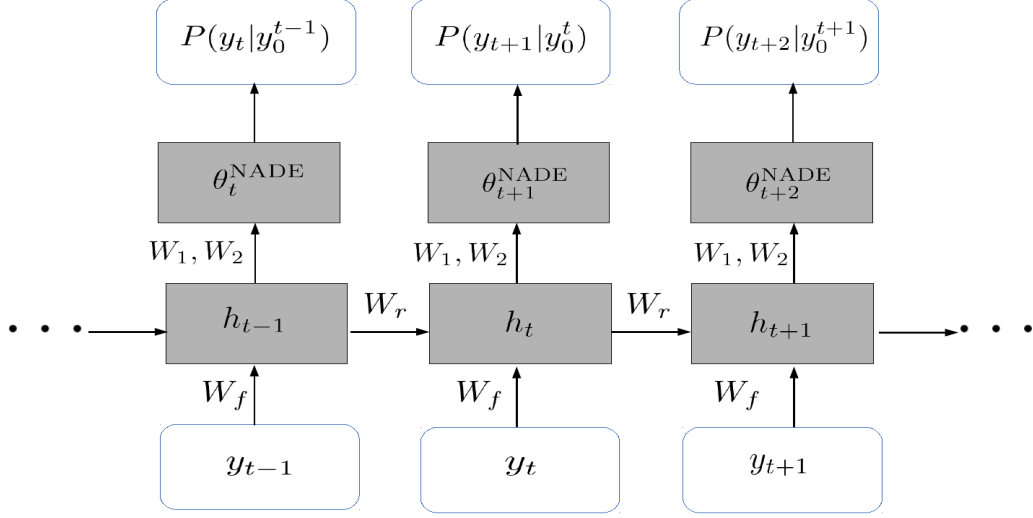 P(y_t|y_0^{t-1}) P(y_{t+1}|y_0^t) P(y_{t+2}|y_0^{t+1})
θ_t^{NADE} θ_{t+1}^{NADE} θ_{t+2}^{NADE}
W_1, W_2 W_1, W_2 W_1, W_2
. . . h_{t-1} W_r h_t W_r h_{t+1} . . .
W_f W_f W_f
y_{t-1} y_t y_{t+1}